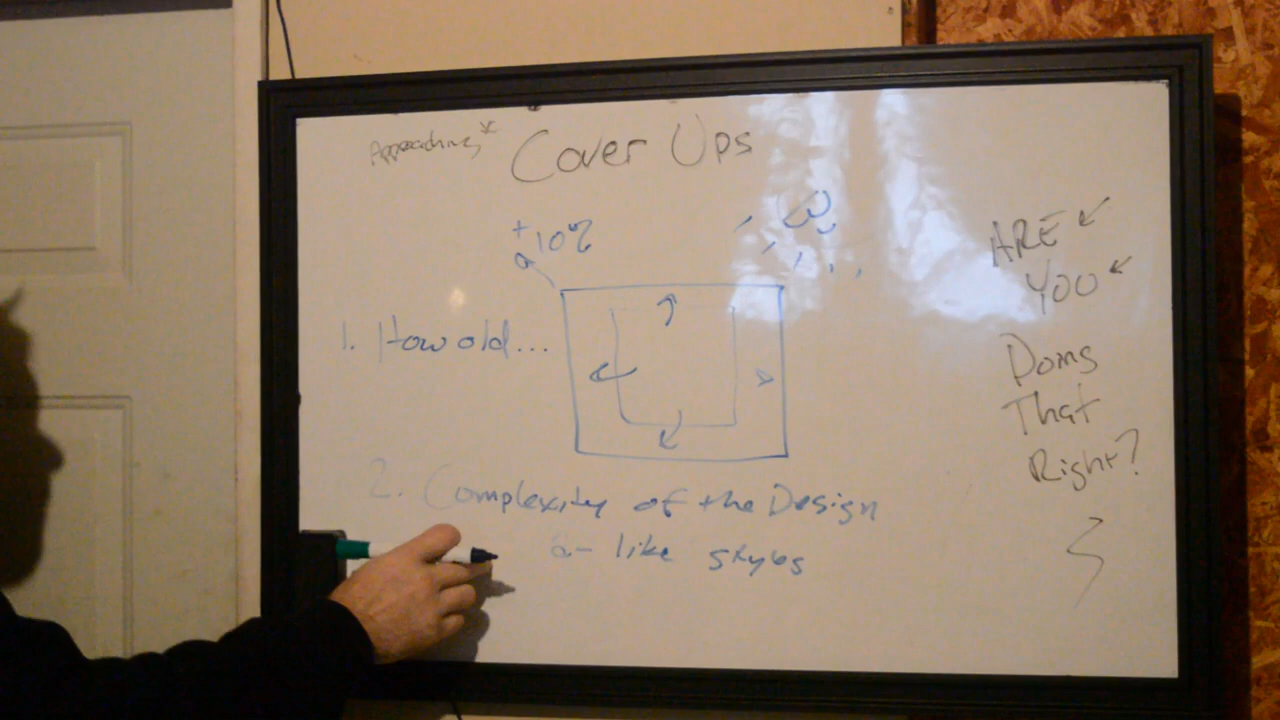 Approaching*
Cover Ups
+10%
1. How old...
2. Complexity of the Design
a- like styles
ARE
YOU
Doing
That
Right?